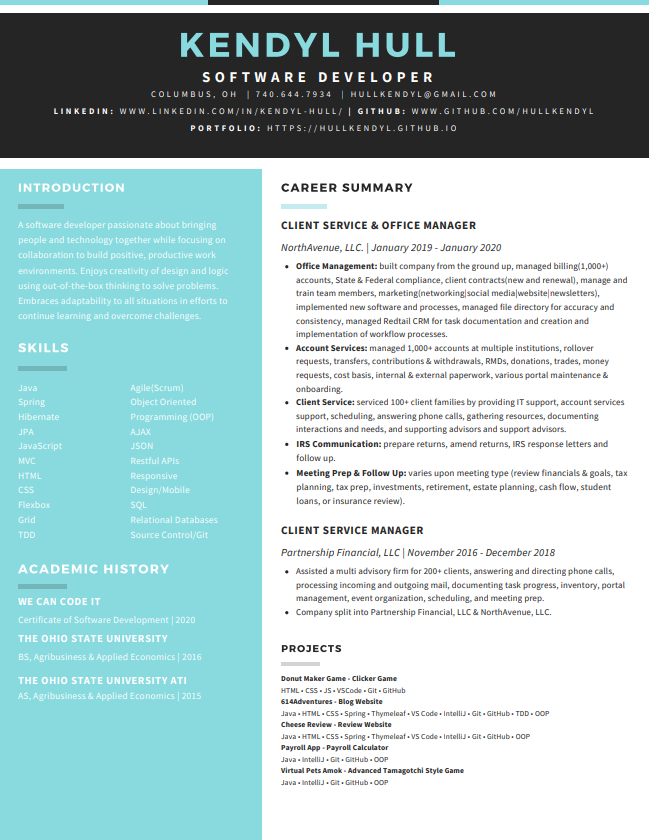 KENDYL HULL
SOFTWARE DEVELOPER
COLUMBUS, OH | 740.644.7934 | HULLKENDYL@GMAIL.COM
LINKEDIN: WWW.LINKEDIN.COM/IN/KENDYL-HULL/ | GITHUB: WWW.GITHUB.COM/HULLKENDYL
PORTFOLIO: HTTPS://HULLKENDYL.GITHUB.IO
INTRODUCTION
A software developer passionate about bringing
people and technology together while focusing on
collaboration to build positive, productive work
environments. Enjoys creativity of design and logic
using out-of-the-box thinking to solve problems.
Embraces adaptability to all situations in efforts to
continue learning and overcome challenges.
SKILLS
Java
Spring
Hibernate
JPA
JavaScript
MVC
HTML
CSS
Flexbox
Grid
TDD
Agile(Scrum)
Object Oriented
Programming (OOP)
AJAX
JSON
Restful APIs
Responsive
Design/Mobile
SQL
Relational Databases
Source Control/Git
ACADEMIC HISTORY
WE CAN CODE IT
Certificate of Software Development | 2020
THE OHIO STATE UNIVERSITY
BS, Agribusiness & Applied Economics | 2016
THE OHIO STATE UNIVERSITY ATI
AS, Agribusiness & Applied Economics | 2015
CAREER SUMMARY
CLIENT SERVICE & OFFICE MANAGER
NorthAvenue, LLC. | January 2019 - January 2020
• Office Management: built company from the ground up, managed billing(1,000+)
accounts, State & Federal compliance, client contracts(new and renewal), manage and
train team members, marketing(networking|social media|website|newsletters),
implemented new software and processes, managed file directory for accuracy and
consistency, managed Redtail CRM for task documentation and creation and
implementation of workflow processes.
• Account Services: managed 1,000+ accounts at multiple institutions, rollover
requests, transfers, contributions & withdrawals, RMDs, donations, trades, money
requests, cost basis, internal & external paperwork, various portal maintenance &
onboarding.
• Client Service: serviced 100+ client families by providing IT support, account services
support, scheduling, answering phone calls, gathering resources, documenting
interactions and needs, and supporting advisors and support advisors.
• IRS Communication: prepare returns, amend returns, IRS response letters and
follow up.
• Meeting Prep & Follow Up: varies upon meeting type (review financials & goals, tax
planning, tax prep, investments, retirement, estate planning, cash flow, student
loans, or insurance review).
CLIENT SERVICE MANAGER
Partnership Financial, LLC | November 2016 - December 2018
• Assisted a multi advisory firm for 200+ clients, answering and directing phone calls,
processing incoming and outgoing mail, documenting task progress, inventory, portal
management, event organization, scheduling, and meeting prep.
• Company split into Partnership Financial, LLC & NorthAvenue, LLC.
PROJECTS
Donut Maker Game - Clicker Game
HTML • CSS • JS • VSCode • Git • GitHub
614Adventures - Blog Website
Java • HTML • CSS • Spring • Thymeleaf • VS Code • IntelliJ • Git • GitHub • TDD • OOP
Cheese Review - Review Website
Java • HTML • CSS • Spring • Thymeleaf • VS Code • IntelliJ • Git • GitHub • OOP
Payroll App - Payroll Calculator
Java • IntelliJ • Git • GitHub • OOP
Virtual Pets Amok - Advanced Tamagotchi Style Game
Java • IntelliJ • Git • GitHub • OOP